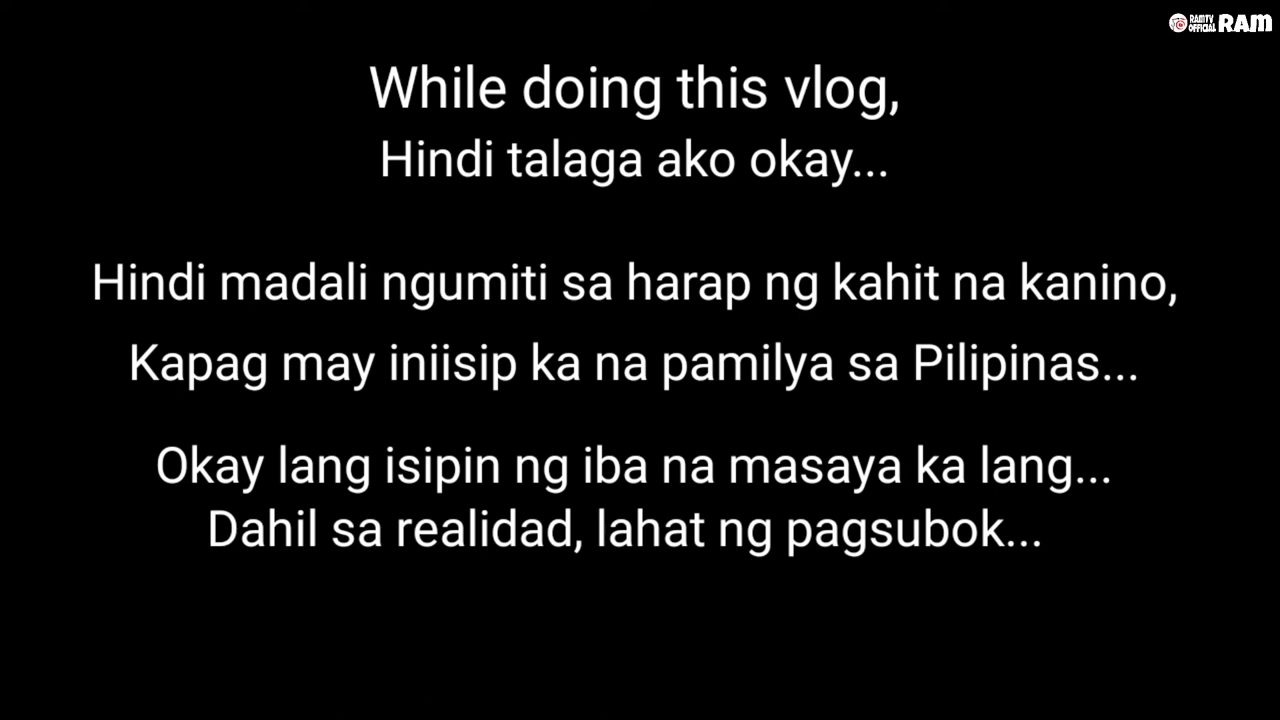 RAMTV
OFFICIAL RAM
While doing this vlog,
Hindi talaga ako okay...
Hindi madali ngumiti sa harap ng kahit na kanino,
Kapag may iniisip ka na pamilya sa Pilipinas...
Okay lang isipin ng iba na masaya ka lang...
Dahil sa realidad, lahat ng pagsubok...